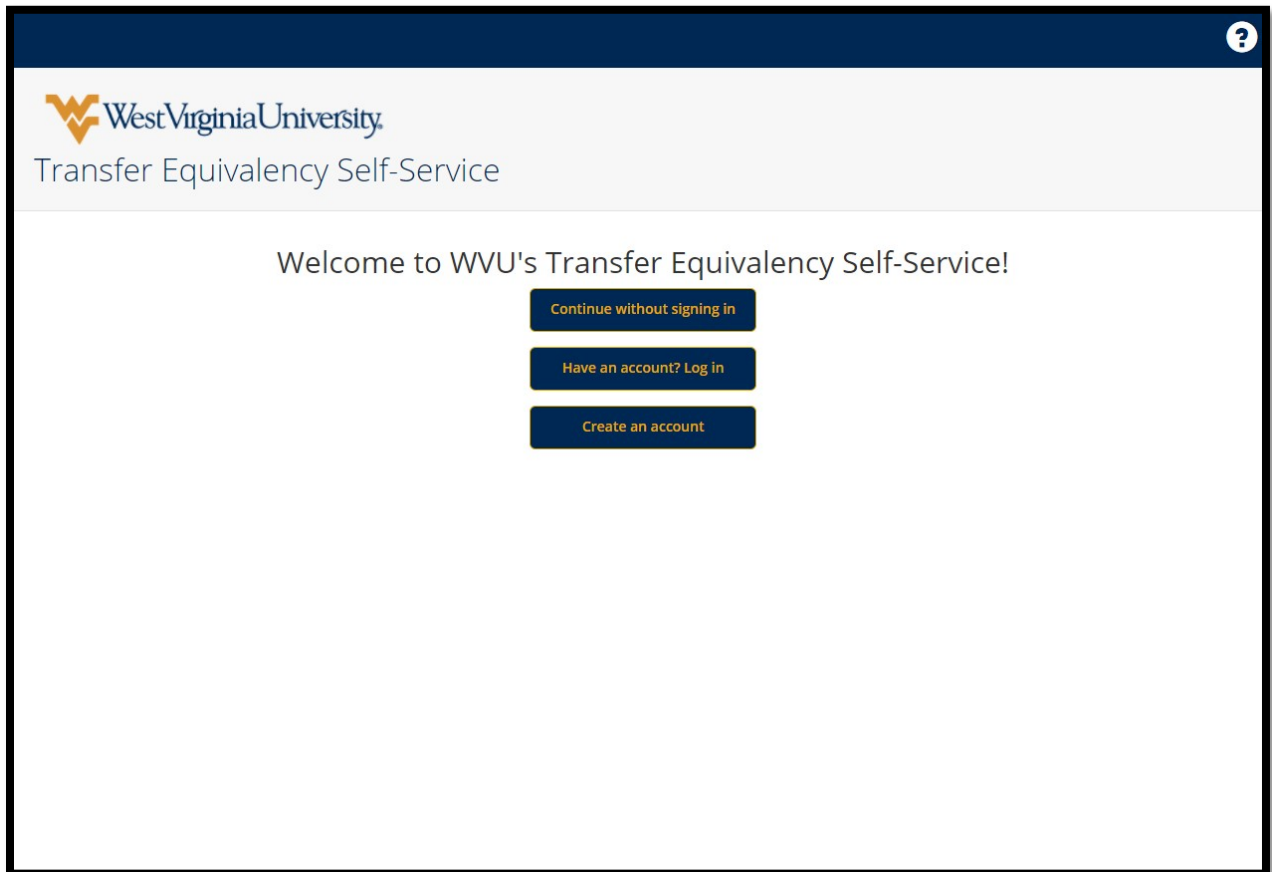 ?
WestVirginiaUniversity.
Transfer Equivalency Self-Service
Welcome to WVU's Transfer Equivalency Self-Service!
Continue without signing in
Have an account? Log in
Create an account